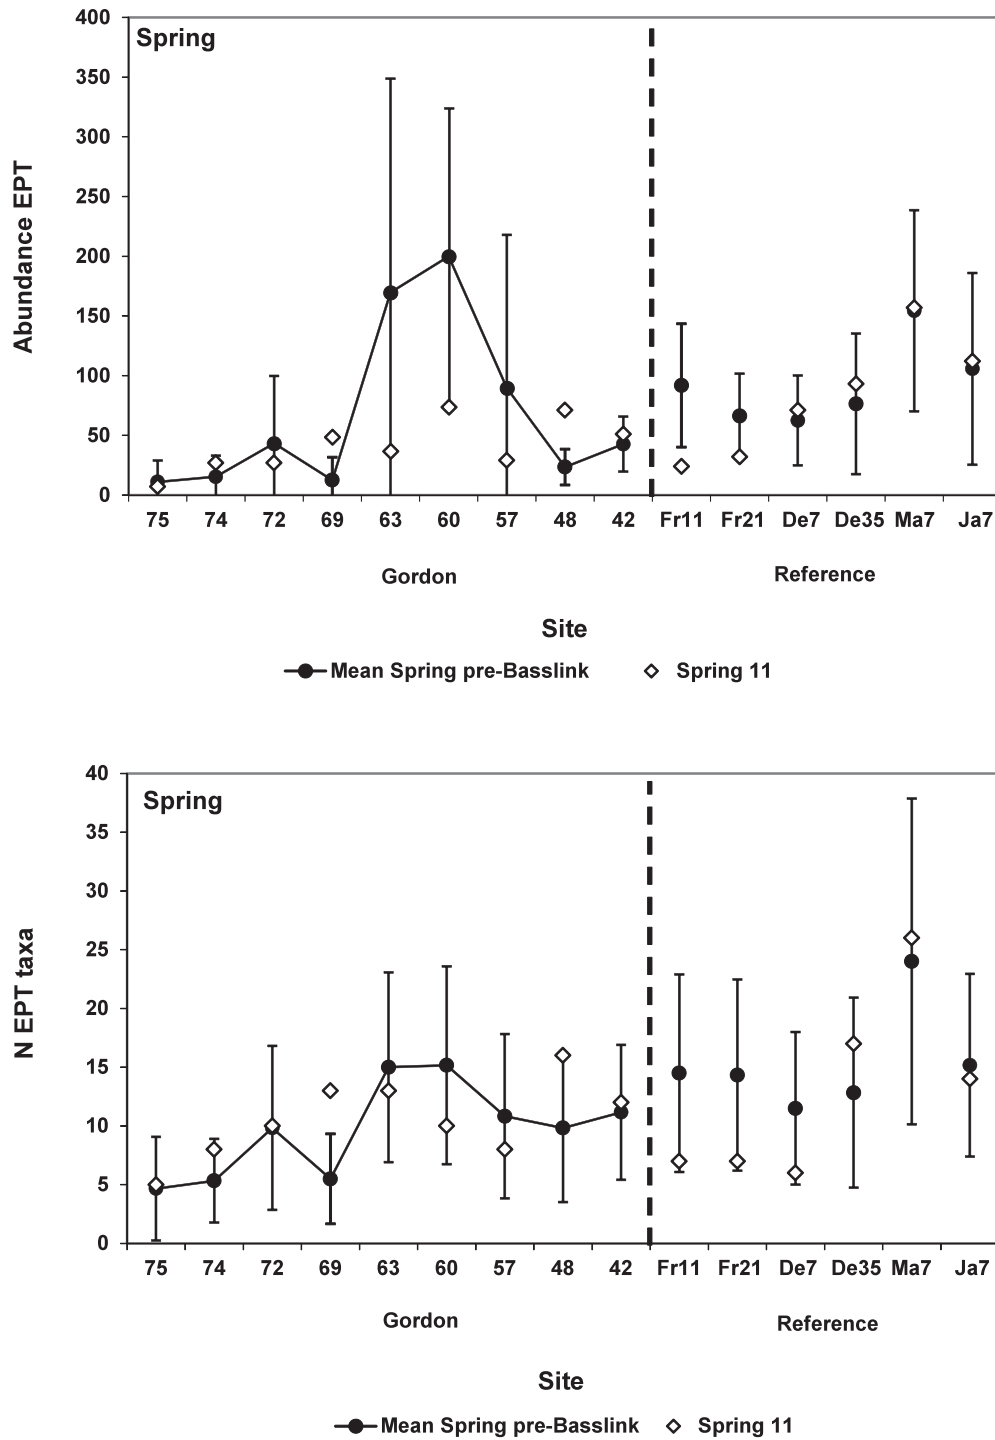 Spring
Abundance EPT
400
350
300
250
200
150
100
50
0
75 74 72 69 63 60 57 48 42 Fr11 Fr21 De7 De35 Ma7 Ja7
Gordon Reference
Site
Mean Spring pre-Basslink Spring 11
Spring
N EPT taxa
40
35
30
25
20
15
10
5
0
75 74 72 69 63 60 57 48 42 Fr11 Fr21 De7 De35 Ma7 Ja7
Gordon Reference
Site
Mean Spring pre-Basslink Spring 11